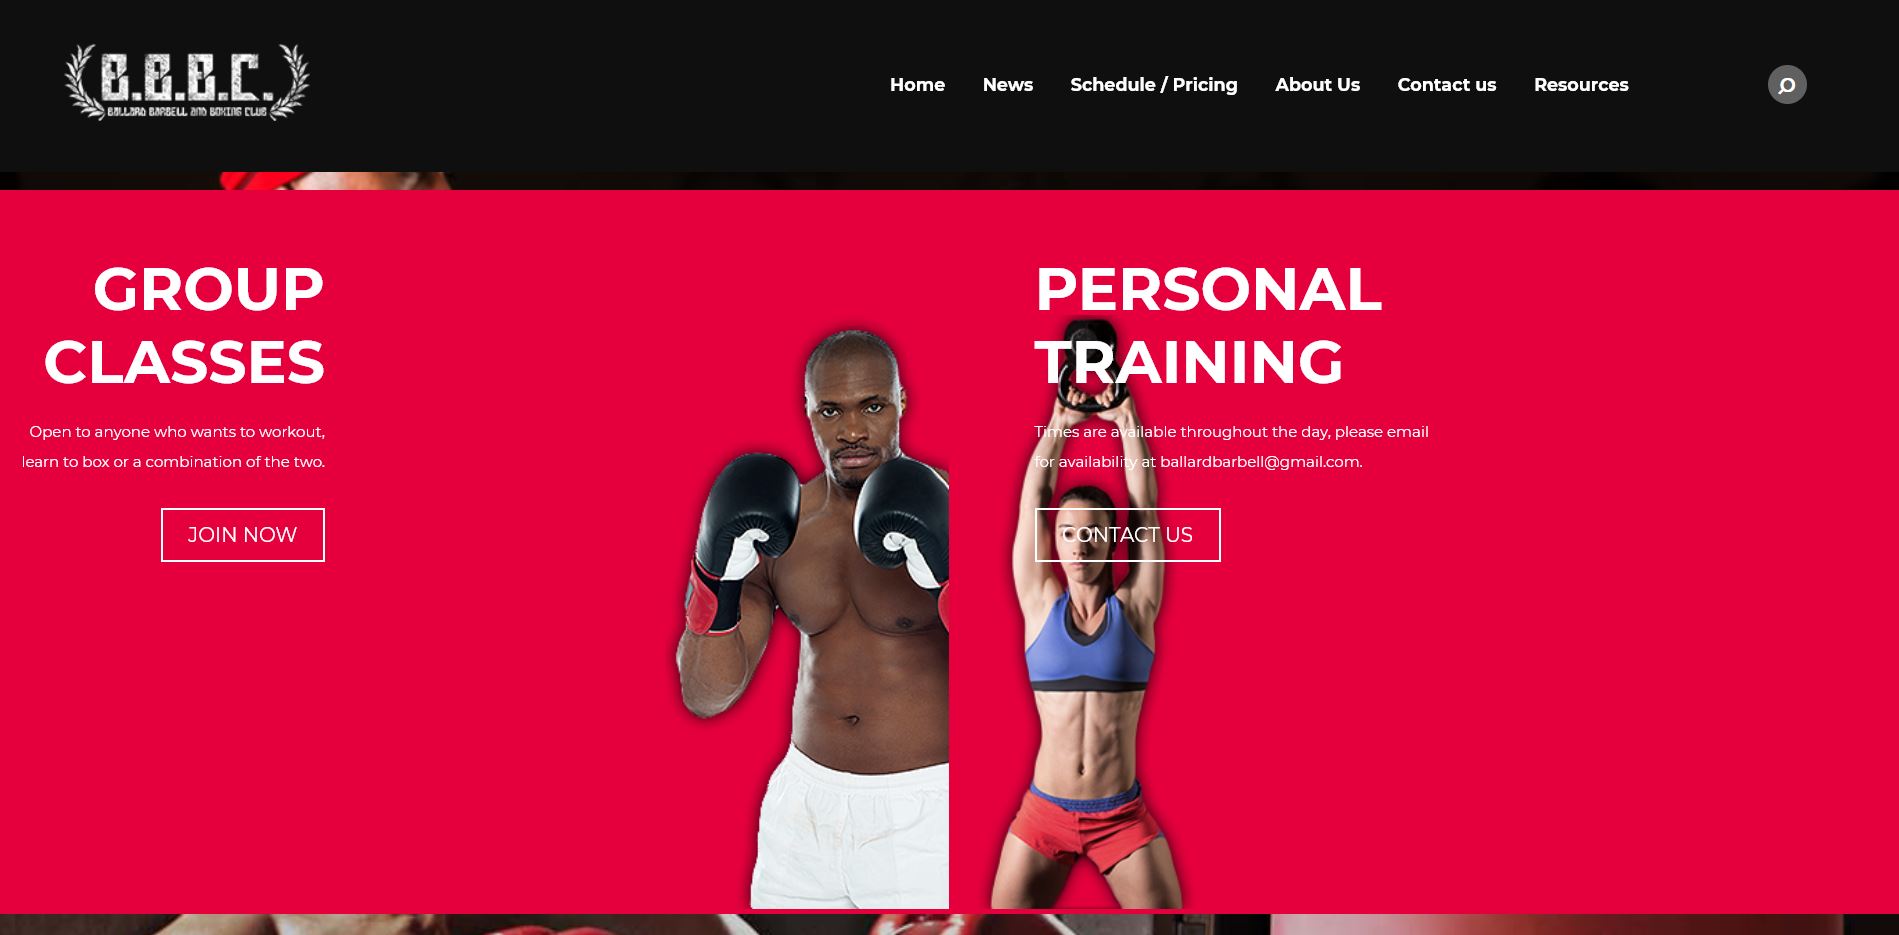 B.B.B.C.
BALLARD BARBELL AND BOXING CLUB
Home News Schedule / Pricing About Us Contact us Resources
GROUP
CLASSES
Open to anyone who wants to workout,
learn to box or a combination of the two.
JOIN NOW
PERSONAL
TRAINING
Times are available throughout the day, please email
for availability at ballardbarbell@gmail.com.
CONTACT US